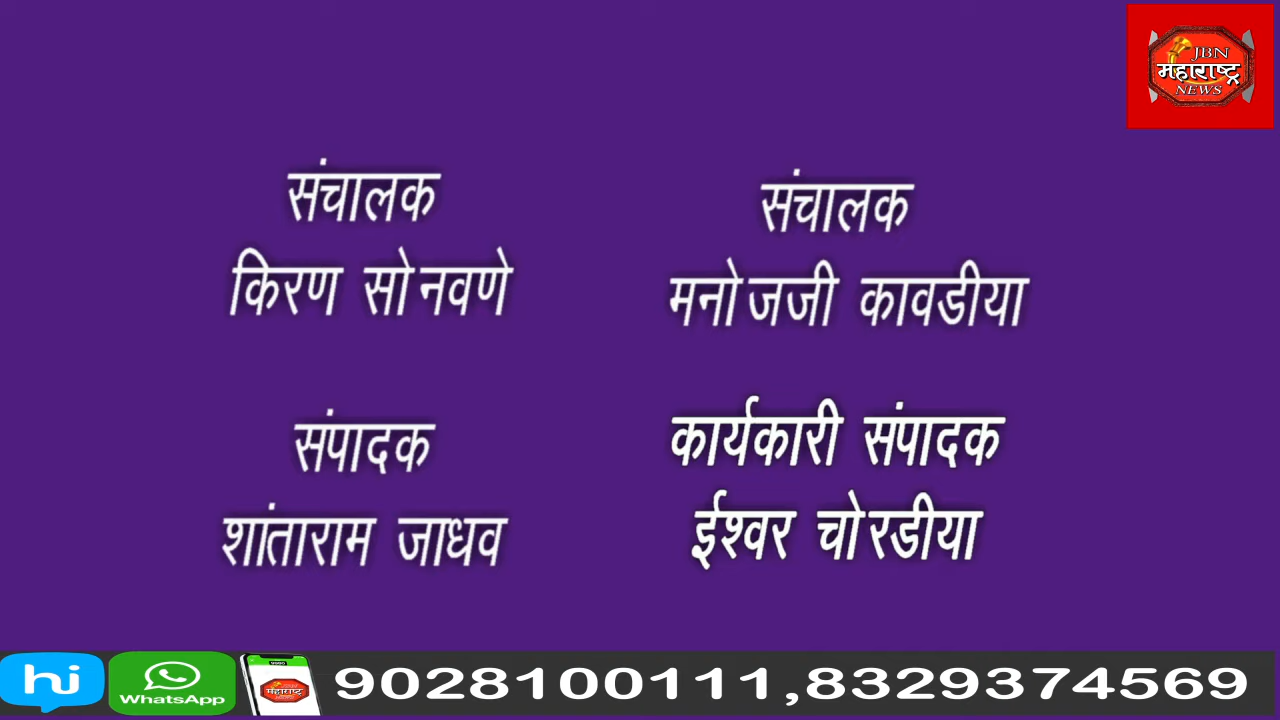 JBN
महाराष्ट्र
NEWS
संचालक
किरण सोनवणे
संचालक
मनोजजी कावडीया
संपादक
शांताराम जाधव
कार्यकारी संपादक
ईश्वर चोरडीया
hi
WhatsApp
महाराष्ट्र
9028100111,8329374569